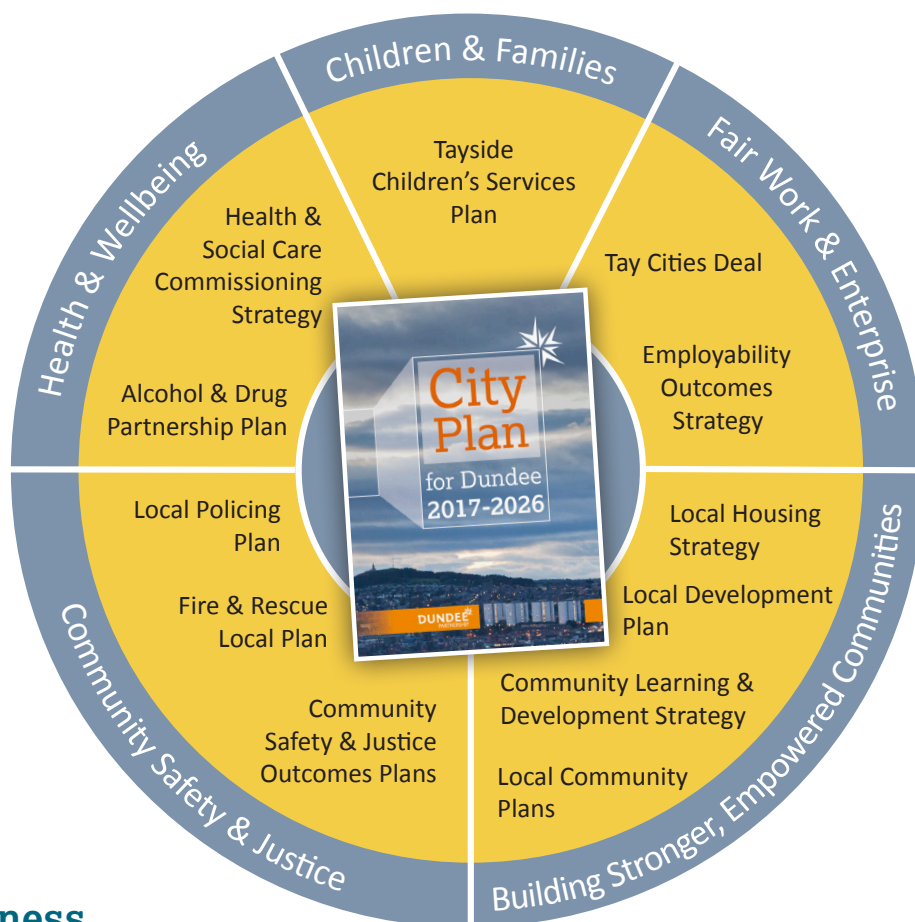 Children & Families
Tayside
Children's Services
Plan
Fair Work & Enterprise
Tay Cities Deal
Employability
Outcomes
Strategy
Building Stronger, Empowered Communities
Local Housing
Strategy
Local Development
Plan
Community Learning &
Development Strategy
Local Community
Plans
Community Safety & Justice
Local Policing
Plan
Fire & Rescue
Local Plan
Community
Safety & Justice
Outcomes Plans
Health & Wellbeing
Health &
Social Care
Commissioning
Strategy
Alcohol & Drug
Partnership Plan
City
Plan
for Dundee
2017-2026
DUNDEE
PARTNERSHIP
ness